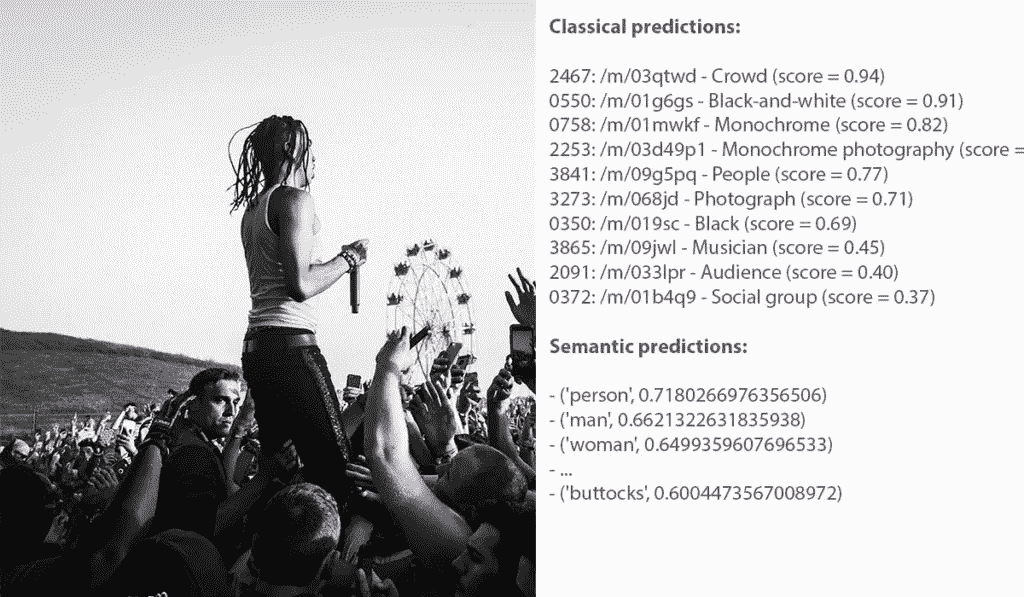 Classical predictions:
2467: /m/03qtwd - Crowd (score = 0.94)
0550: /m/01g6gs - Black-and-white (score = 0.91)
0758: /m/01mwkf - Monochrome (score = 0.82)
2253: /m/03d49p1 - Monochrome photography (score =
3841: /m/09g5pq - People (score = 0.77)
3273: /m/068jd - Photograph (score = 0.71)
0350: /m/019sc - Black (score = 0.69)
3865: /m/09jwl - Musician (score = 0.45)
2091: /m/033lpr - Audience (score = 0.40)
0372: /m/01b4q9 - Social group (score = 0.37)
Semantic predictions:
- ('person', 0.7180266976356506)
- ('man', 0.6621322631835938)
- ('woman', 0.6499359607696533)
- ...
- ('buttocks', 0.6004473567008972)